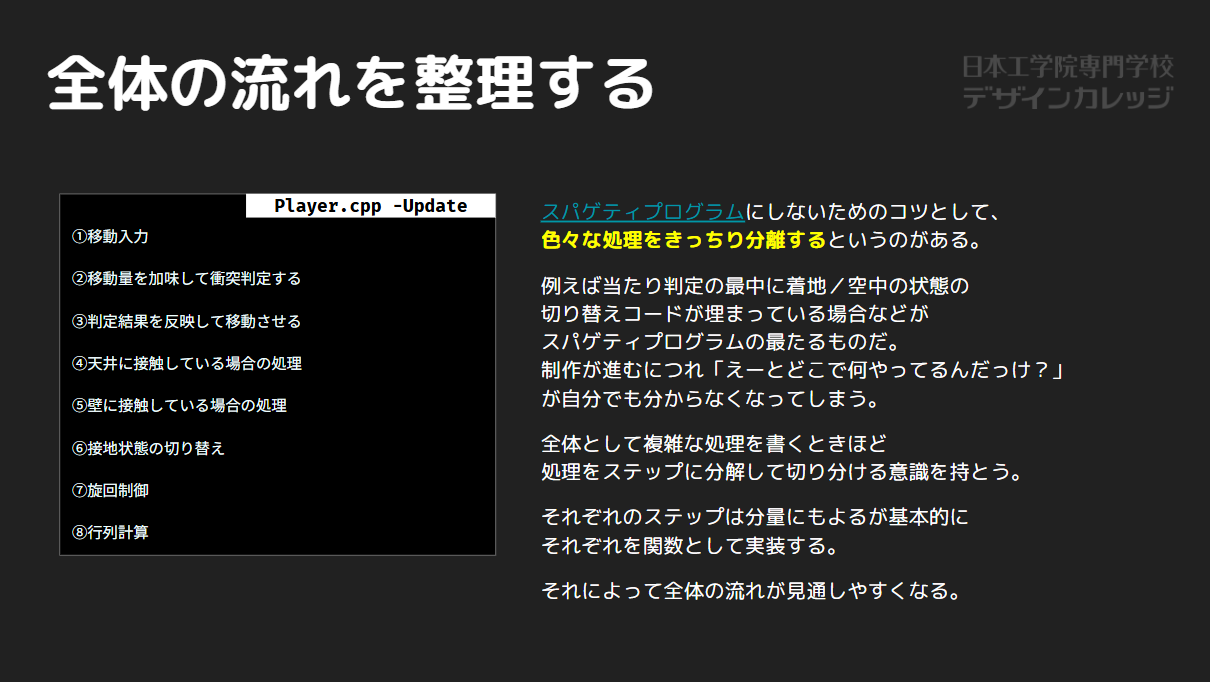 全体の流れを整理する
日本工学院専門学校
デザインカレッジ
Player.cpp -Update
①移動入力
②移動量を加味して衝突判定する
③判定結果を反映して移動させる
④天井に接触している場合の処理
⑤壁に接触している場合の処理
⑥接地状態の切り替え
⑦旋回制御
⑧行列計算
スパゲティプログラムにしないためのコツとして、
色々な処理をきっちり分離するというのがある。
例えば当たり判定の最中に着地／空中の状態の
切り替えコードが埋まっている場合などが
スパゲティプログラムの最たるものだ。
制作が進むにつれ「えーとどこで何やってるんだっけ？」
が自分でも分からなくなってしまう。
全体として複雑な処理を書くときほど
処理をステップに分解して切り分ける意識を持とう。
それぞれのステップは分量にもよるが基本的に
それぞれを関数として実装する。
それによって全体の流れが見通しやすくなる。